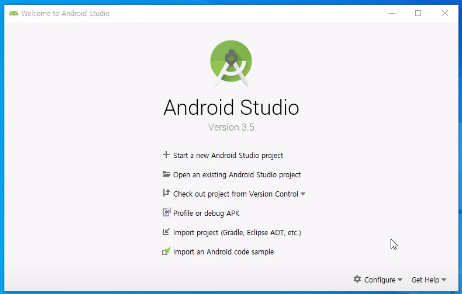 Welcome to Android Studio
Android Studio
Version 3.5
Start a new Android Studio project
Open an existing Android Studio project
Check out project from Version Control
Profile or debug APK
Import project (Gradle, Eclipse ADT, etc.)
Import an Android code sample
Configure Get Help